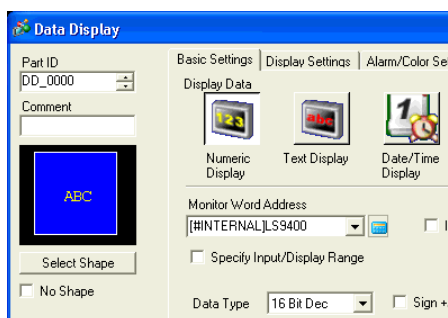 Data Display
Part ID
DD_0000
Comment
ABC
Select Shape
No Shape
Basic Settings
Display Settings
Alarm/Color
Display Data
123
abc
1
Numeric Display
Text Display
Date/Time Display
Monitor Word Address
[#INTERNAL]LS9400
Specify Input/Display Range
Data Type
16 Bit Dec
Sign +